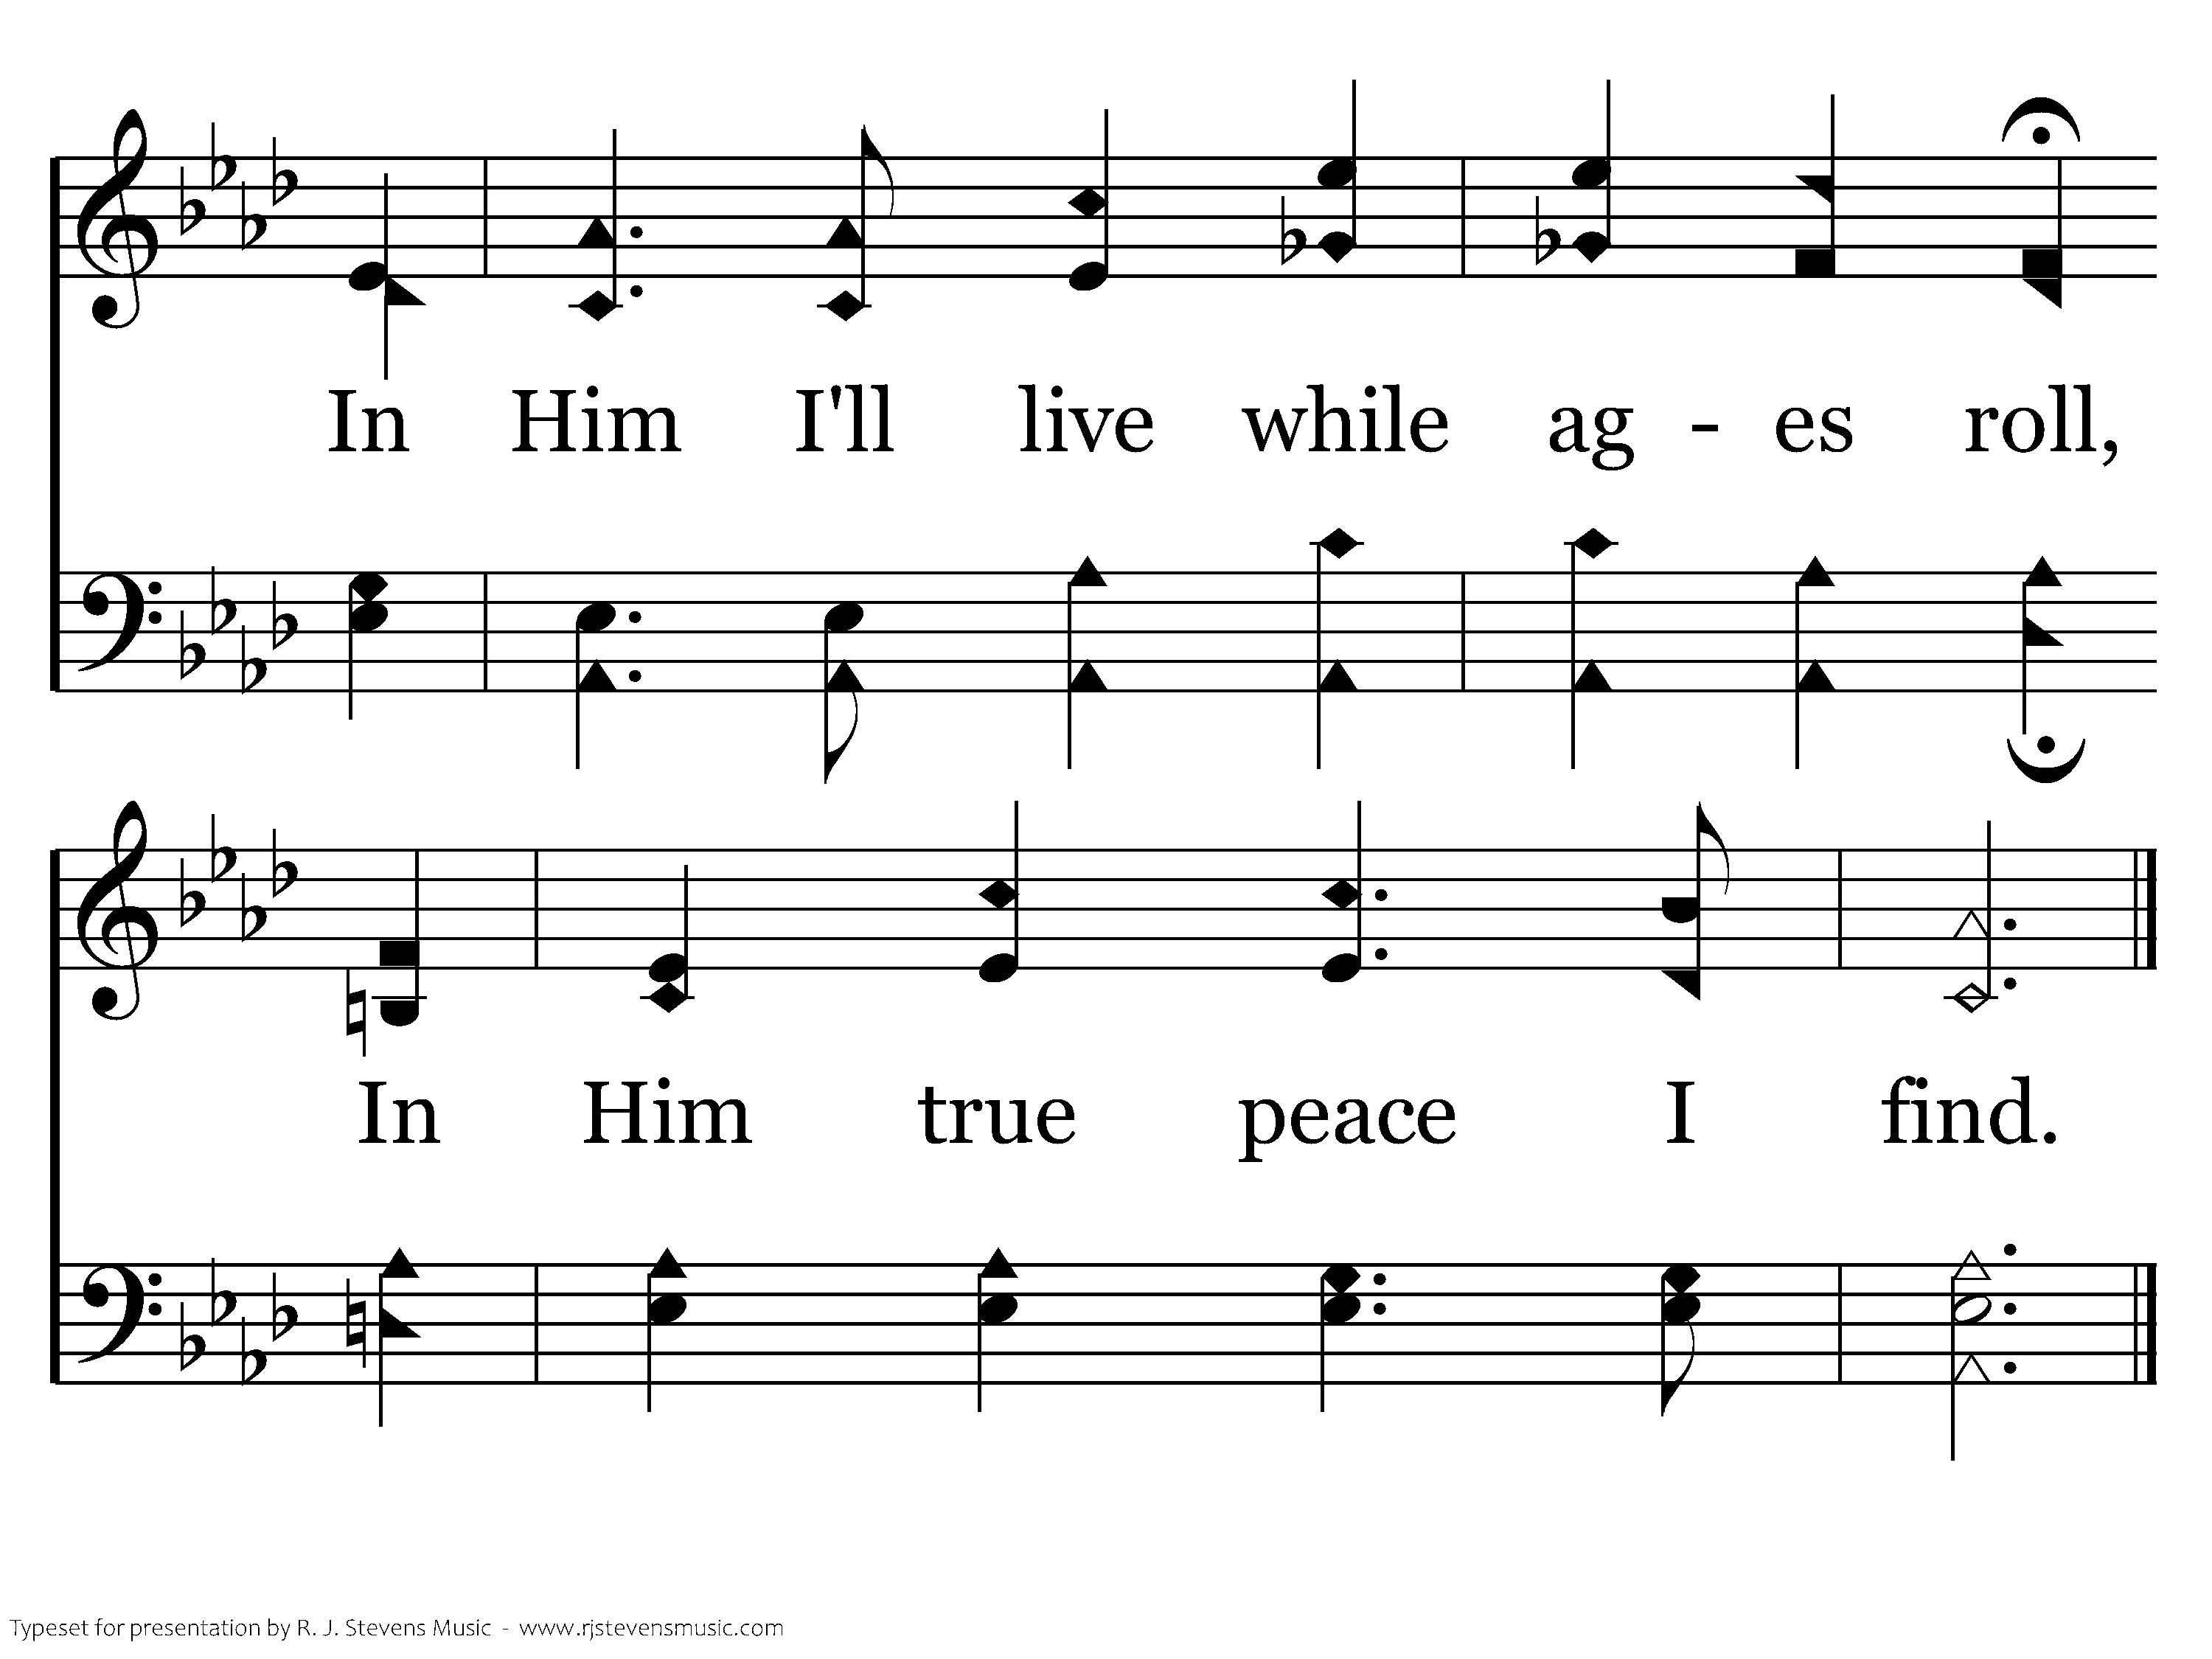 In Him I'll live while ag - es roll,
In Him true peace I find.
Typeset for presentation by R. J. Stevens Music - www.rjstevensmusic.com